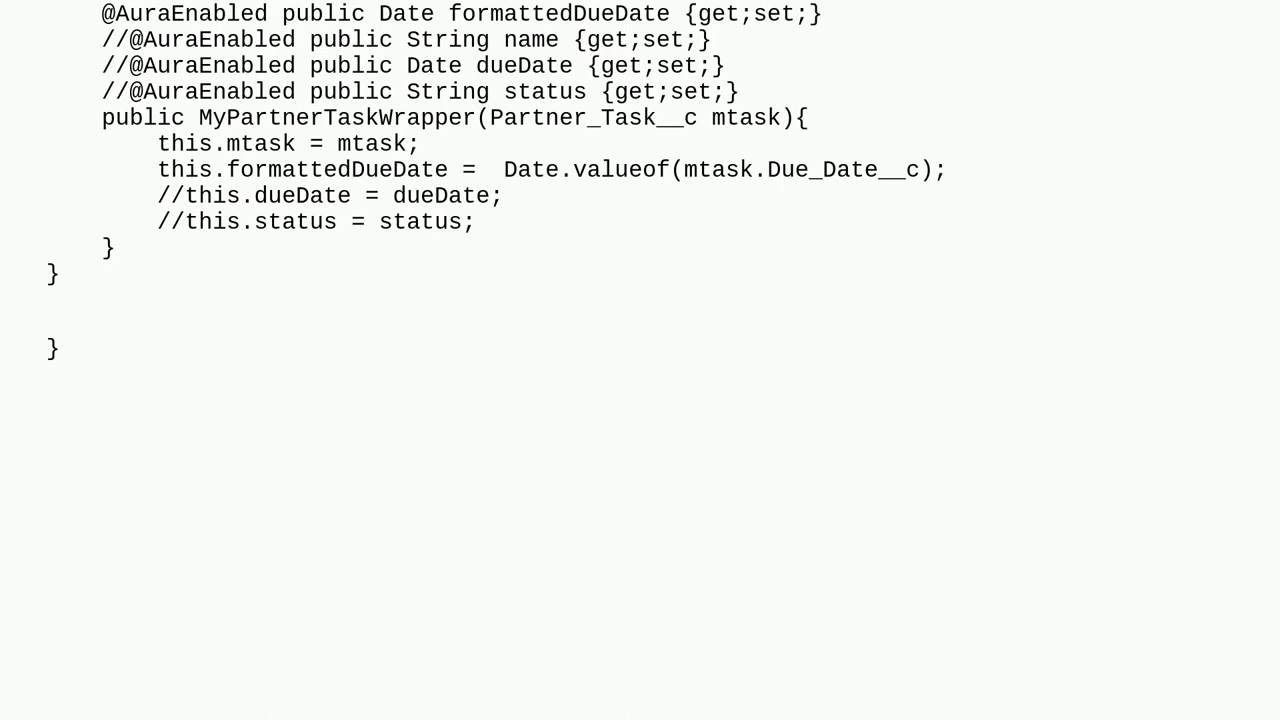 @AuraEnabled public Date formattedDueDate {get;set;}
//@AuraEnabled public String name {get;set;}
//@AuraEnabled public Date dueDate {get;set;}
//@AuraEnabled public String status {get;set;}
public MyPartnerTaskWrapper(Partner_Task__c mtask){
this.mtask = mtask;
this.formattedDueDate =  Date.valueof(mtask.Due_Date__c);
//this.dueDate = dueDate;
//this.status = status;
}
}
}